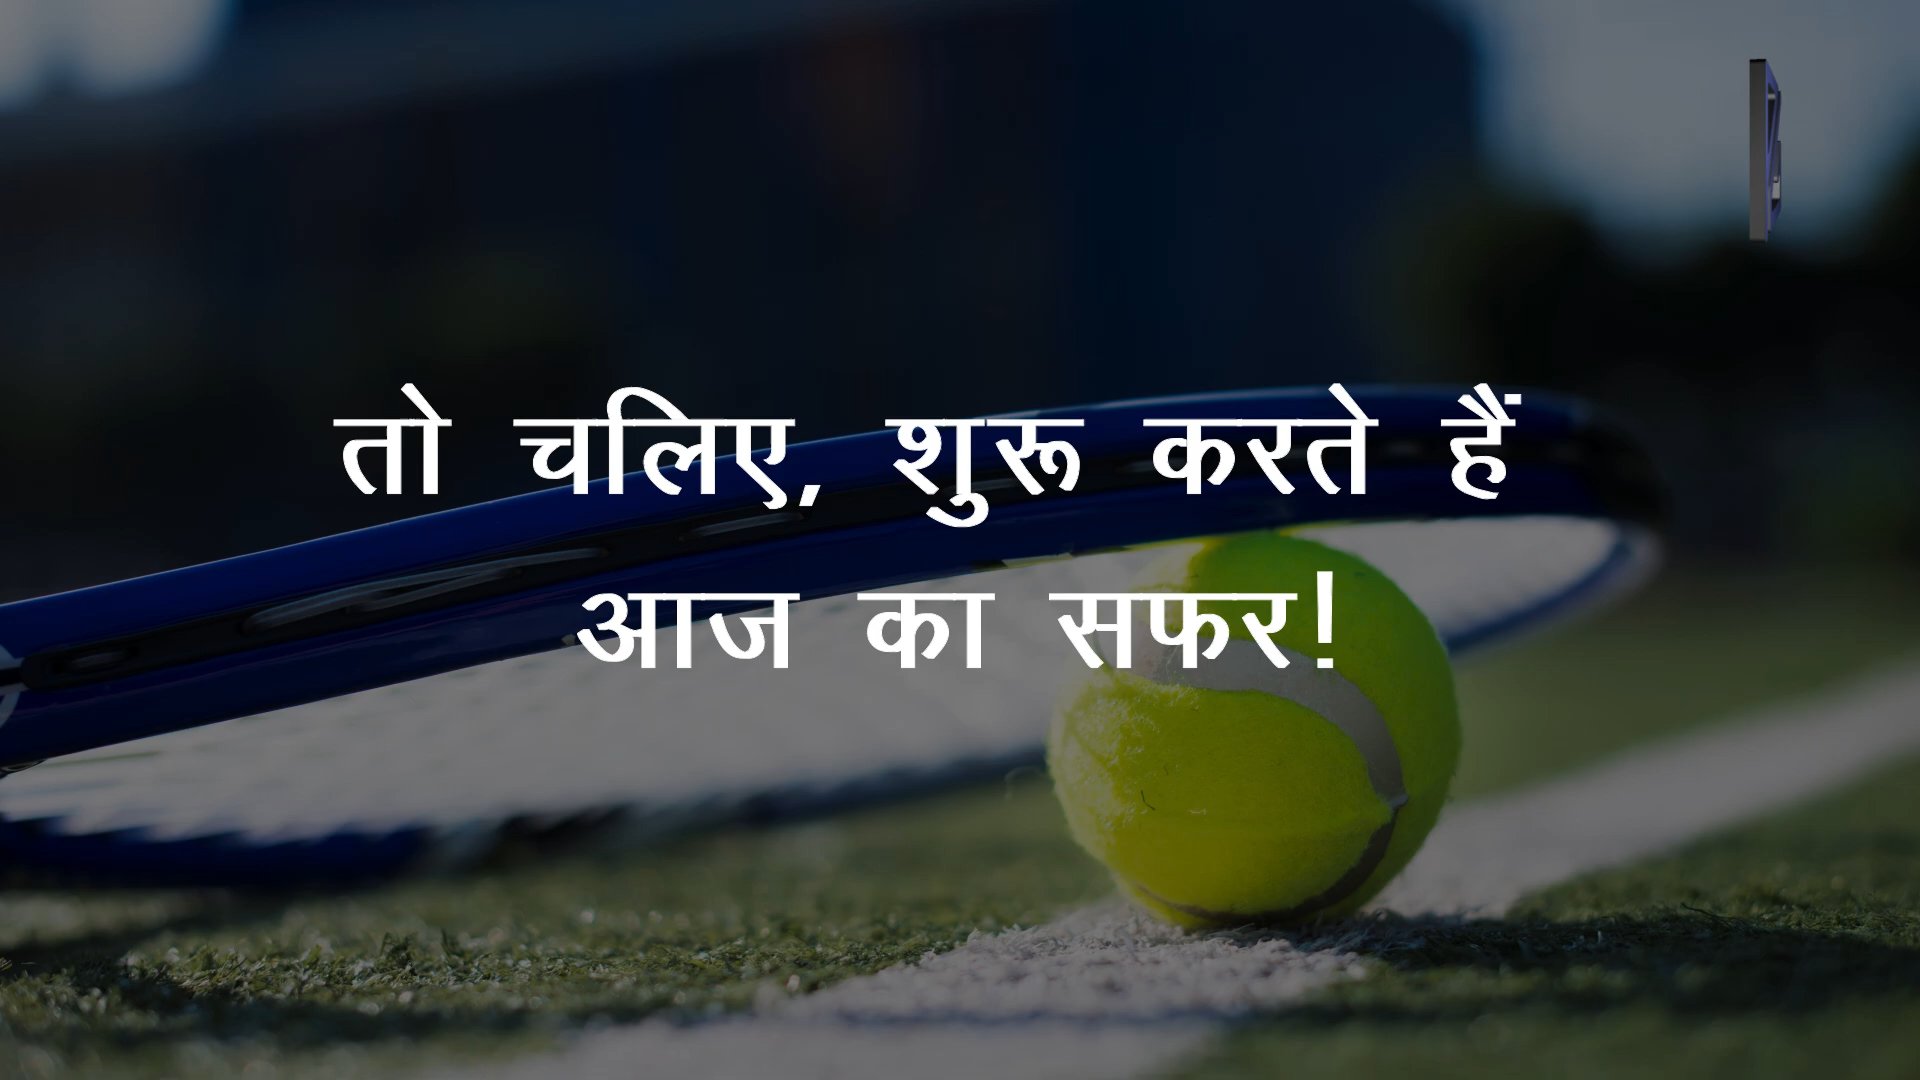 तो चलिए, शुरू करते हैं
आज का सफर!